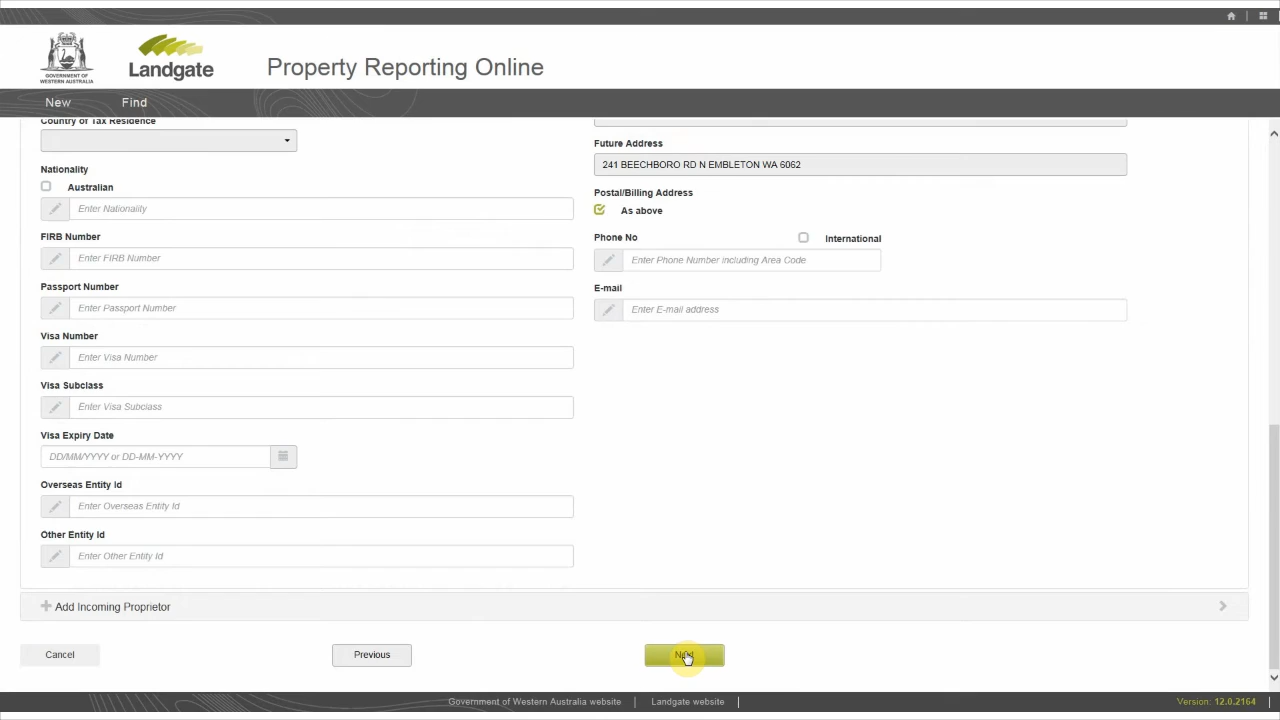 GOVERNMENT OF
WESTERN AUSTRALIA
Landgate
Property Reporting Online
New Find
Country of Tax Residence
Nationality
Australian
Enter Nationality
FIRB Number
Enter FIRB Number
Passport Number
Enter Passport Number
Visa Number
Enter Visa Number
Visa Subclass
Enter Visa Subclass
Visa Expiry Date
DD/MM/YYYY or DD-MM-YYYY
Overseas Entity Id
Enter Overseas Entity Id
Other Entity Id
Enter Other Entity Id
Future Address
241 BEECHBORO RD N EMBLETON WA 6062
Postal/Billing Address
As above
Phone No International
Enter Phone Number including Area Code
E-mail
Enter E-mail address
Add Incoming Proprietor
Cancel Previous Next
Government of Western Australia website | Landgate website | Version: 12.0.2164